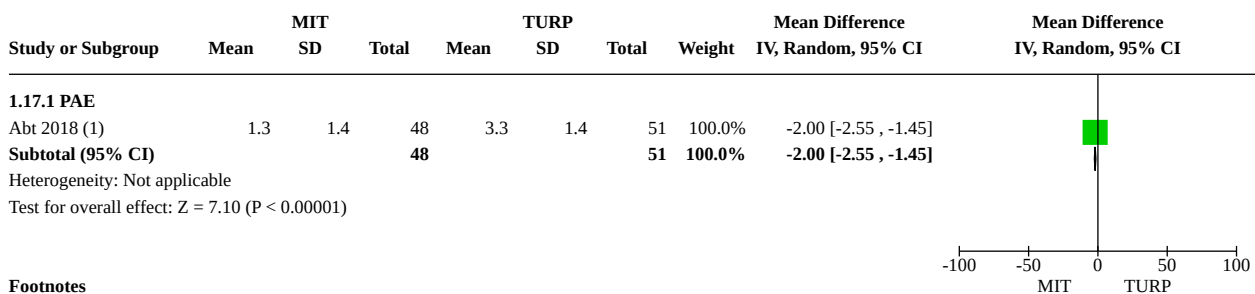 MIT TURP Mean Difference Mean Difference
Study or Subgroup Mean SD Total Mean SD Total Weight IV, Random, 95% CI IV, Random, 95% CI
1.17.1 PAE
Abt 2018 (1) 1.3 1.4 48 3.3 1.4 51 100.0% -2.00 [-2.55 , -1.45]
Subtotal (95% CI) 48 51 100.0% -2.00 [-2.55 , -1.45]
Heterogeneity: Not applicable
Test for overall effect: Z = 7.10 (P < 0.00001)
-100 -50 0 50 100
Footnotes MIT TURP